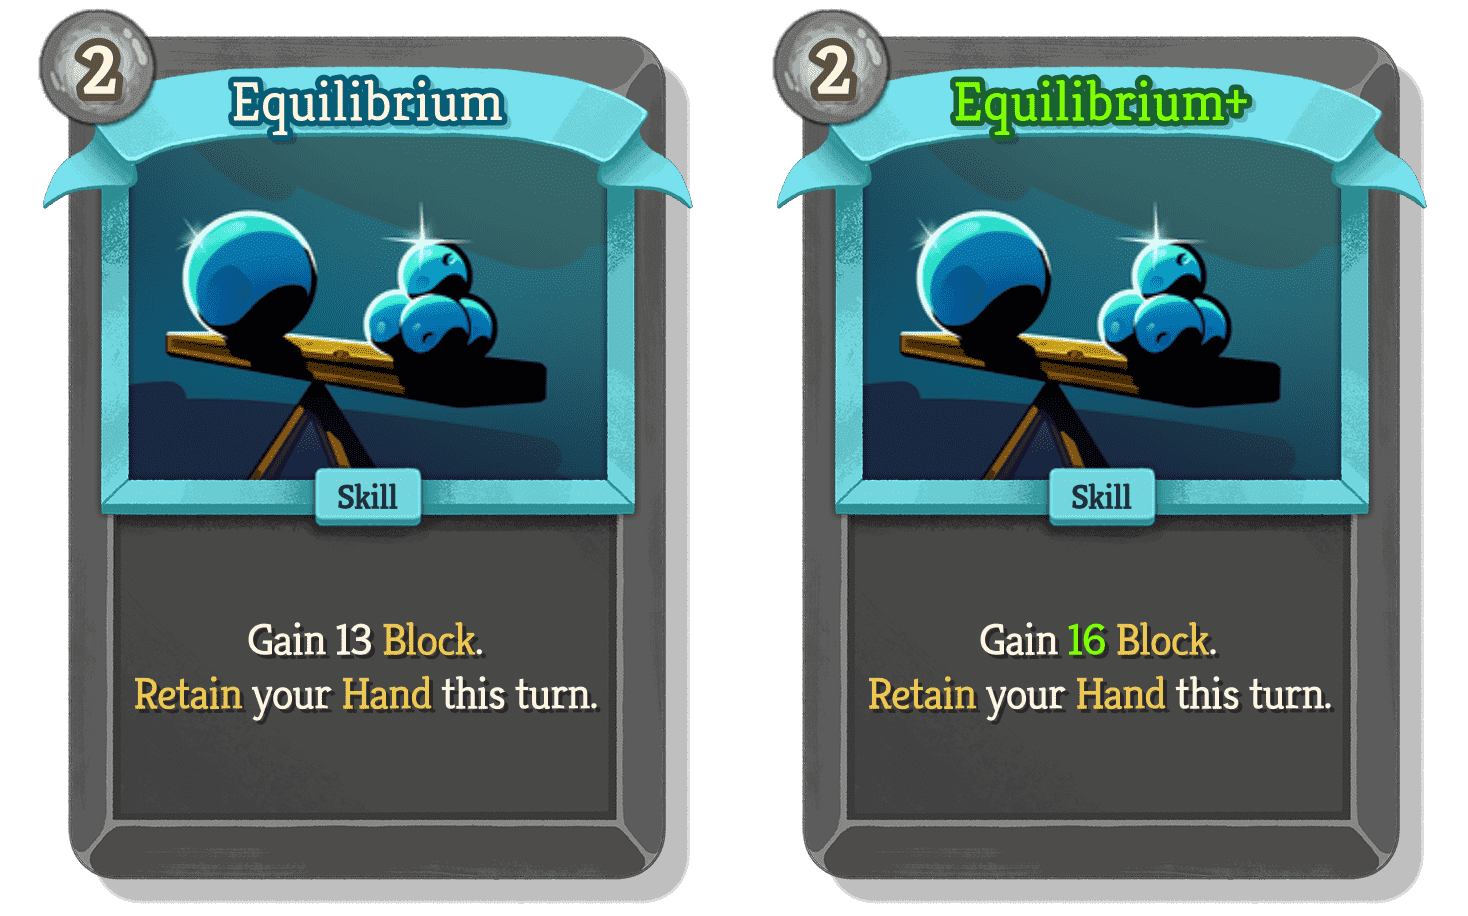 2
Equilibrium
Skill
Gain 13 Block.
Retain your Hand this turn.
2
Equilibrium+
Skill
Gain 16 Block.
Retain your Hand this turn.